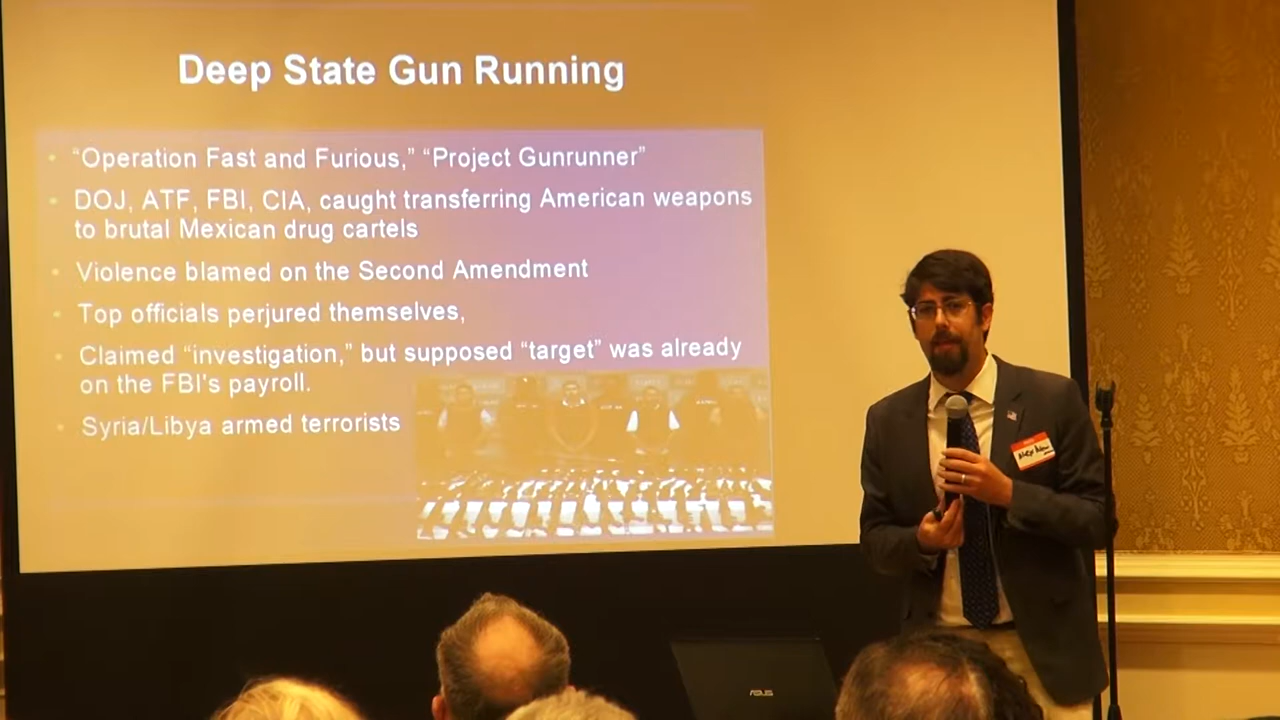 Deep State Gun Running
“Operation Fast and Furious,” “Project Gunrunner”
DOJ, ATF, FBI, CIA, caught transferring American weapons
to brutal Mexican drug cartels
Violence blamed on the Second Amendment
Top officials perjured themselves,
Claimed “investigation,” but supposed “target” was already
on the FBI's payroll.
Syria/Libya armed terrorists
ASUS